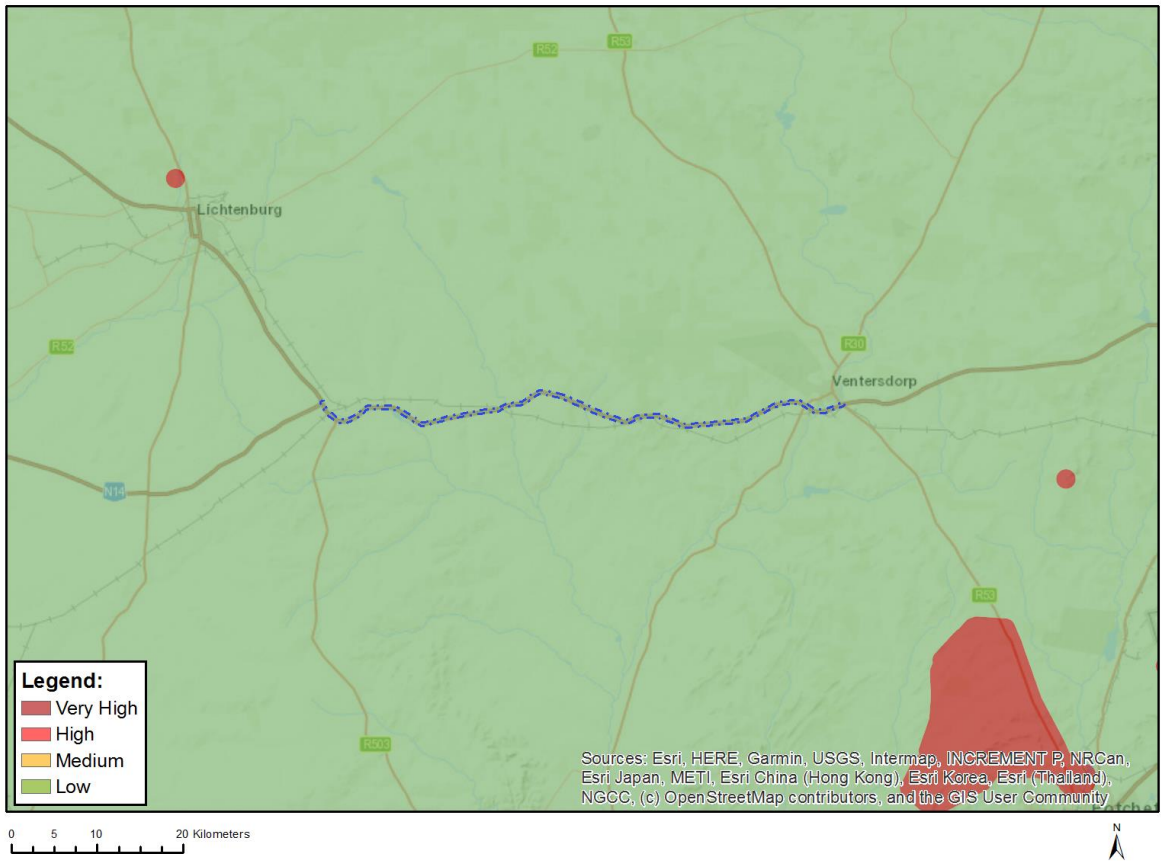 R52
R53
Lichtenburg
R52
R30
Ventersdorp
N14
R53
R503
Legend:
Very High
High
Medium
Low
Sources: Esri, HERE, Garmin, USGS, Intermap, INCREMENT P, NRCan,
Esri Japan, METI, Esri China (Hong Kong), Esri Korea, Esri (Thailand),
NGCC, (c) OpenStreetMap contributors, and the GIS User Community
Potchef
0 5 10 20 Kilometers
N